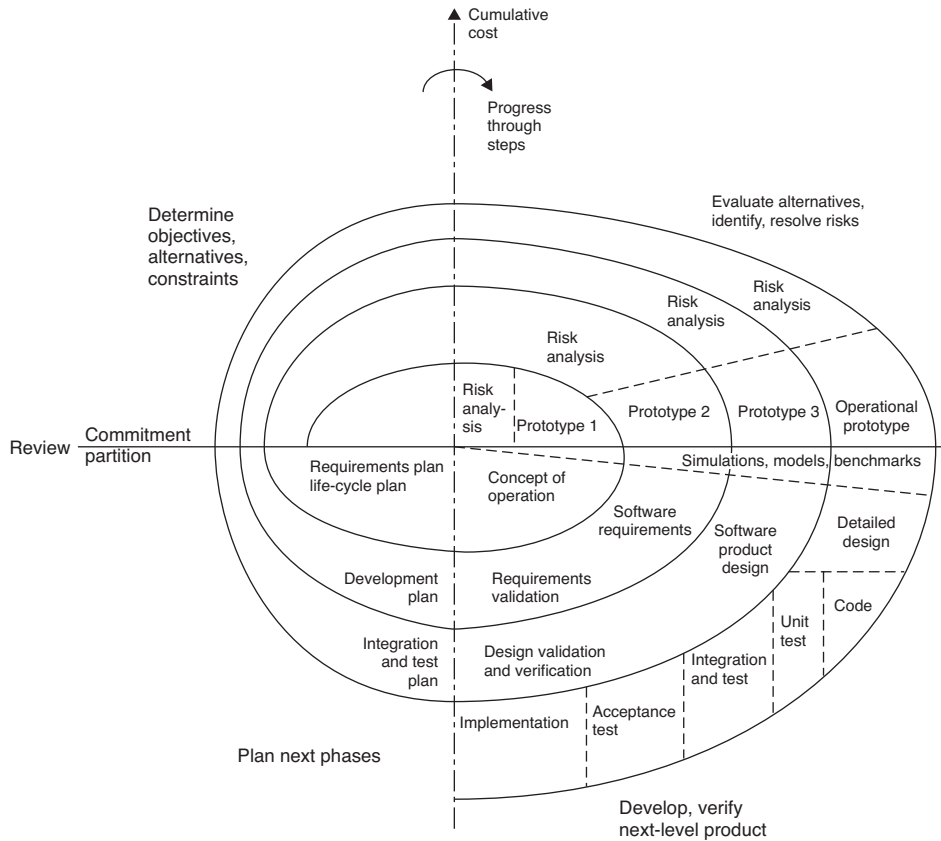 Cumulative
cost
Progress
through
steps
Evaluate alternatives,
identify, resolve risks
Determine
objectives,
alternatives,
constraints
Risk
analysis
Risk
analysis
Risk
analysis
Risk
analy-
sis
Prototype 1
Prototype 2
Prototype 3
Operational
prototype
Review
Commitment
partition
Simulations, models, benchmarks
Requirements plan
life-cycle plan
Concept of
operation
Software
requirements
Software
product
design
Detailed
design
Development
plan
Requirements
validation
Code
Unit
test
Integration
and test
plan
Design validation
and verification
Integration
and test
Acceptance
test
Implementation
Plan next phases
Develop, verify
next-level product